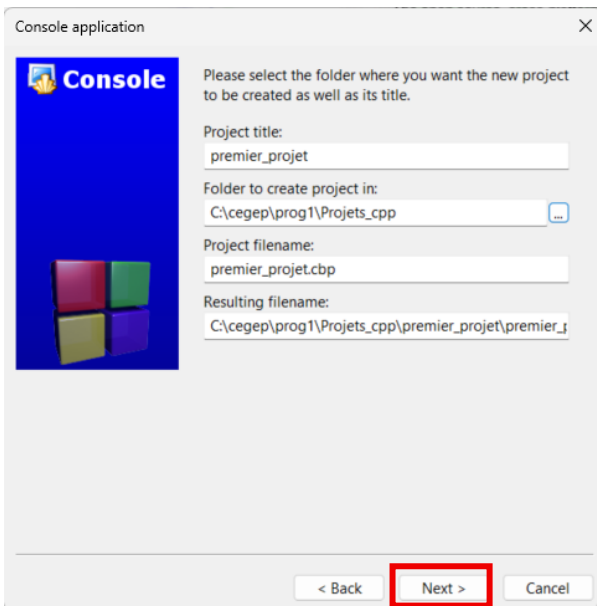 Console application
Console
Please select the folder where you want the new project
to be created as well as its title.
Project title:
premier_projet
Folder to create project in:
C:\cegep\prog1\Projets_cpp
...
Project filename:
premier_projet.cbp
Resulting filename:
C:\cegep\prog1\Projets_cpp\premier_projet\premier_p
< Back
Next >
Cancel